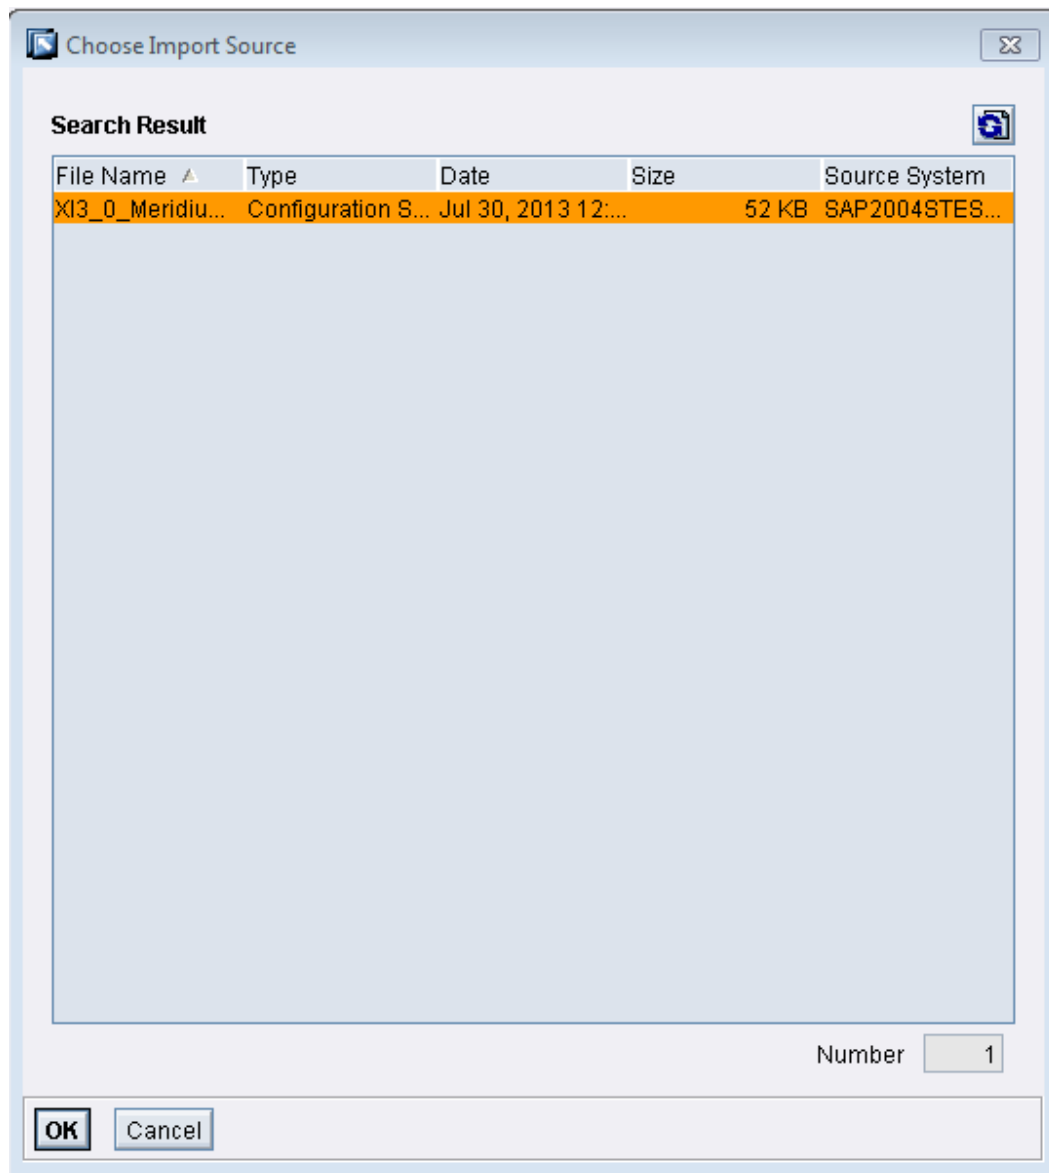 Choose Import Source
Search Result
File Name Type Date Size Source System
XI3_0_Meridiu... Configuration S... Jul 30, 2013 12:... 52 KB SAP2004STES...
Number 1
OK Cancel